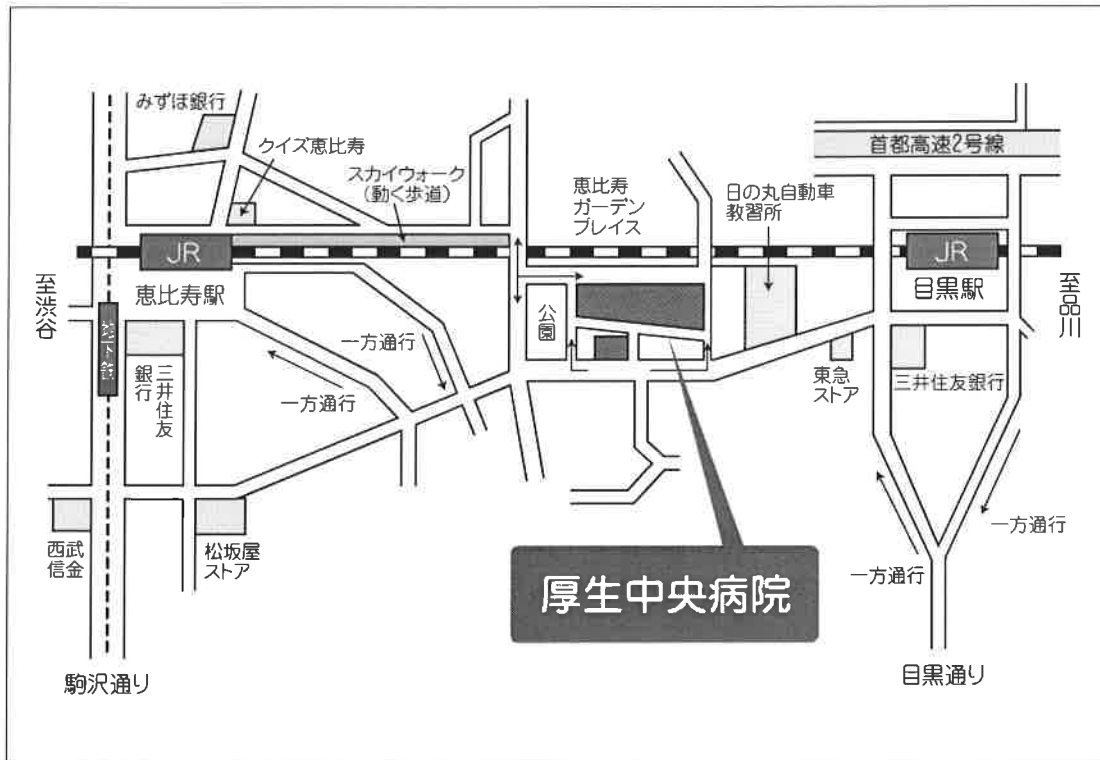 みずほ銀行
クイズ恵比寿
スカイウォーク
(動く歩道)
恵比寿
ガーデン
プレイス
日の丸自動車
教習所
首都高速2号線
JR
恵比寿駅
JR
目黒駅
至渋谷
至品川
地下鉄
公園
一方通行
一方通行
三井住友
銀行
東急
ストア
三井住友銀行
西武
信金
松坂屋
ストア
一方通行
一方通行
厚生中央病院
駒沢通り
目黒通り